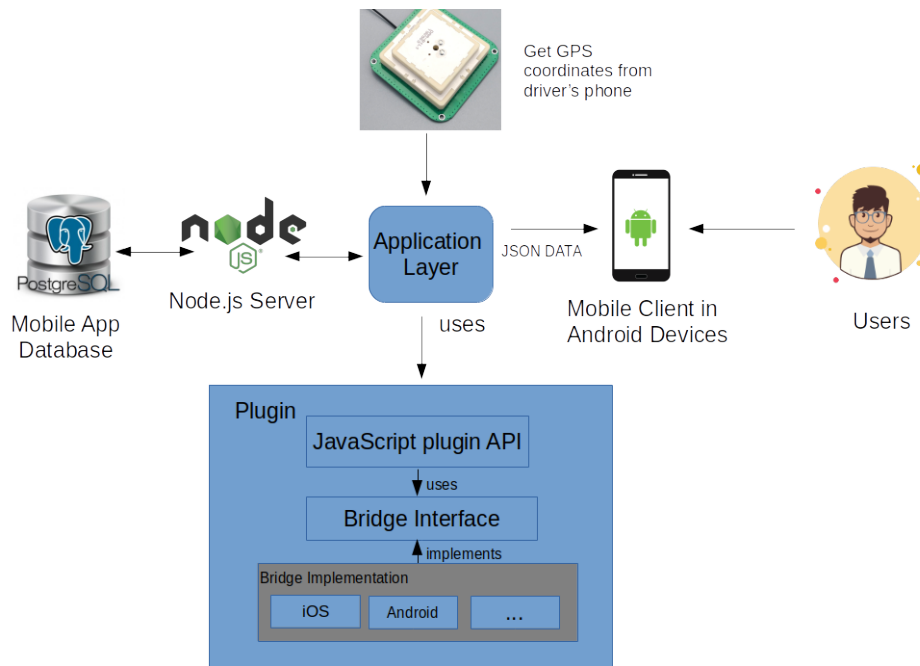 Get GPS
coordinates from
driver's phone
node
JS
PostgreSQL
Mobile App
Database
Node.js Server
Application
Layer
JSON DATA
Mobile Client in
Android Devices
Users
uses
Plugin
JavaScript plugin API
uses
Bridge Interface
implements
Bridge Implementation
iOS
Android
...